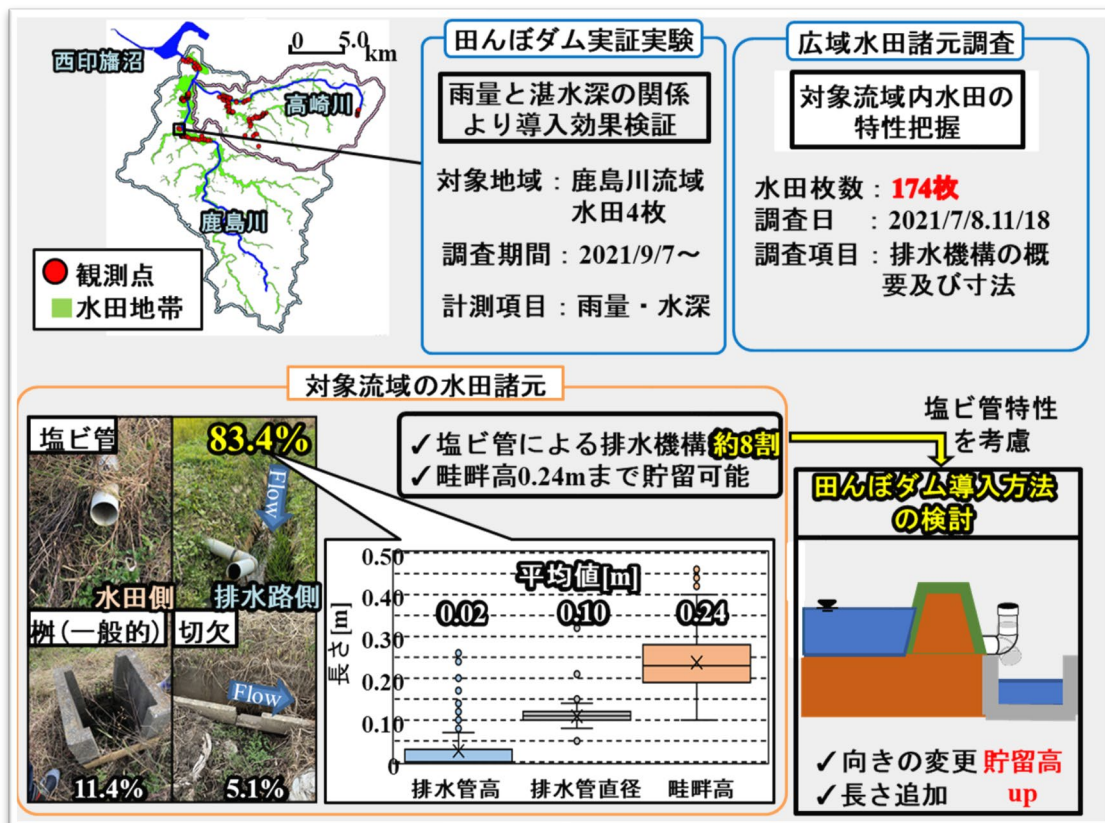 西印旛沼
0 5.0
km
高崎川
鹿島川
観測点
水田地帯
田んぼダム実証実験
雨量と湛水深の関係
より導入効果検証
対象地域：鹿島川流域
水田4枚
調査期間：2021/9/7～
計測項目：雨量・水深
広域水田諸元調査
対象流域内水田の
特性把握
水田枚数：174枚
調査日　：2021/7/8.11/18
調査項目：排水機構の概
要及び寸法
対象流域の水田諸元
塩ビ管
83.4%
Flow
水田側
排水路側
桝(一般的)
切欠
Flow
11.4%
5.1%
✓塩ビ管による排水機構約8割
✓畦畔高0.24mまで貯留可能
平均値[m]
0.02
0.10
0.24
長さ[m]
0.50
0.40
0.30
0.20
0.10
0
排水管高
排水管直径
畦畔高
塩ビ管特性
を考慮
田んぼダム導入方法
の検討
✓向きの変更 貯留高
✓長さ追加 up